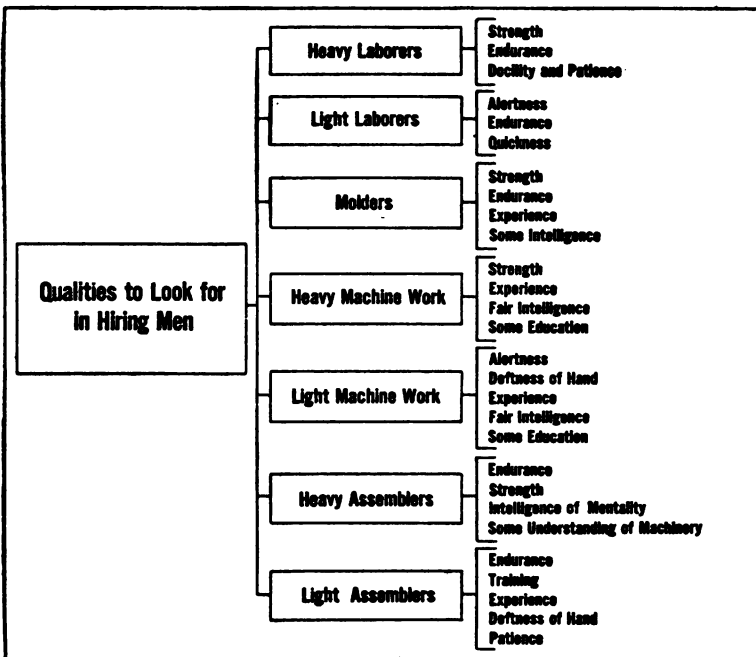 Qualities to Look for
in Hiring Men
Heavy Laborers
Strength
Endurance
Docility and Patience
Light Laborers
Alertness
Endurance
Quickness
Molders
Strength
Endurance
Experience
Some Intelligence
Heavy Machine Work
Strength
Experience
Fair Intelligence
Some Education
Light Machine Work
Alertness
Deftness of Hand
Experience
Fair Intelligence
Some Education
Heavy Assemblers
Endurance
Strength
Intelligence of Mentality
Some Understanding of Machinery
Light Assemblers
Endurance
Training
Experience
Deftness of Hand
Patience